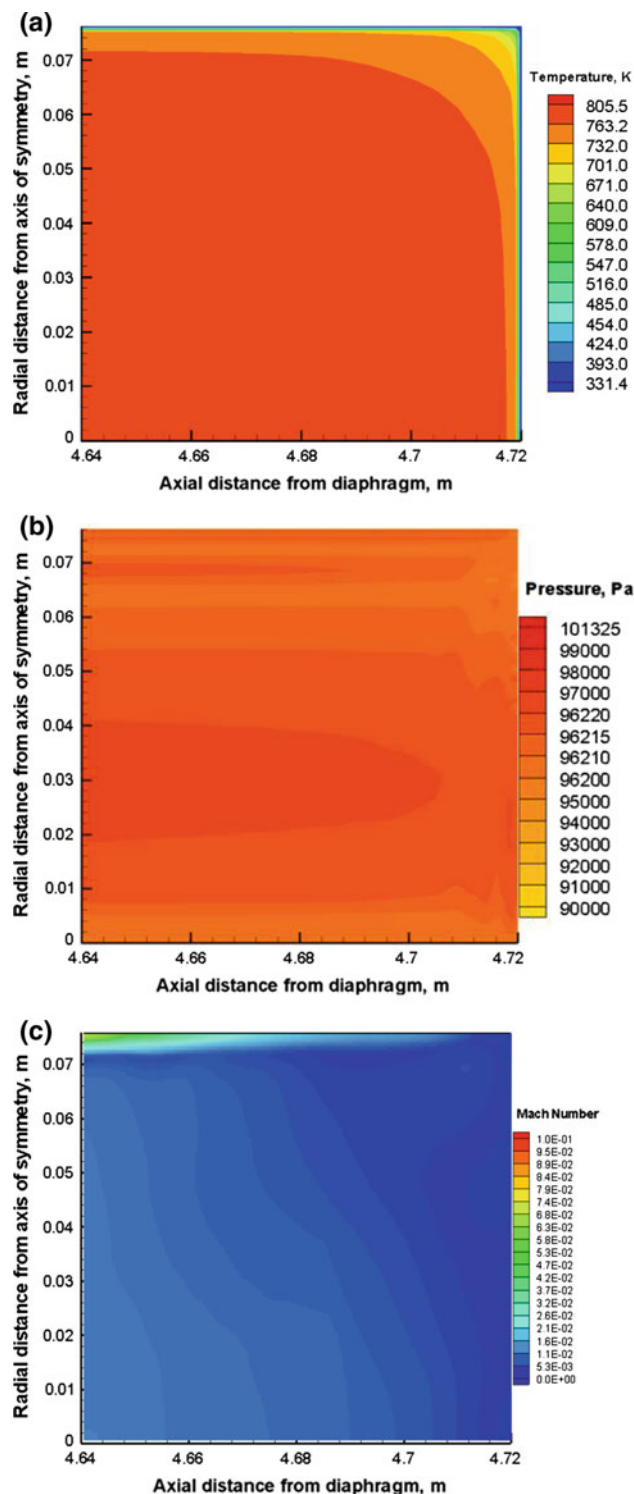 (a)
0.07
0.06
0.05
0.04
0.03
0.02
0.01
0
Radial distance from axis of symmetry, m
4.64
4.66
4.68
4.7
4.72
Axial distance from diaphragm, m
Temperature, K
805.5
763.2
732.0
701.0
671.0
640.0
609.0
578.0
547.0
516.0
485.0
454.0
424.0
393.0
331.4
(b)
0.07
0.06
0.05
0.04
0.03
0.02
0.01
0
Radial distance from axis of symmetry, m
4.64
4.66
4.68
4.7
4.72
Axial distance from diaphragm, m
Pressure, Pa
101325
99000
98000
97000
96220
96215
96210
96200
95000
94000
93000
92000
91000
90000
(c)
0.07
0.06
0.05
0.04
0.03
0.02
0.01
0
Radial distance from axis of symmetry, m
4.64
4.66
4.68
4.7
4.72
Axial distance from diaphragm, m
Mach Number
1.0E-01
9.5E-02
8.9E-02
8.4E-02
7.9E-02
7.4E-02
6.8E-02
6.3E-02
5.8E-02
5.3E-02
4.7E-02
4.2E-02
3.7E-02
3.2E-02
2.6E-02
2.1E-02
1.6E-02
1.1E-02
5.3E-03
0.0E+00